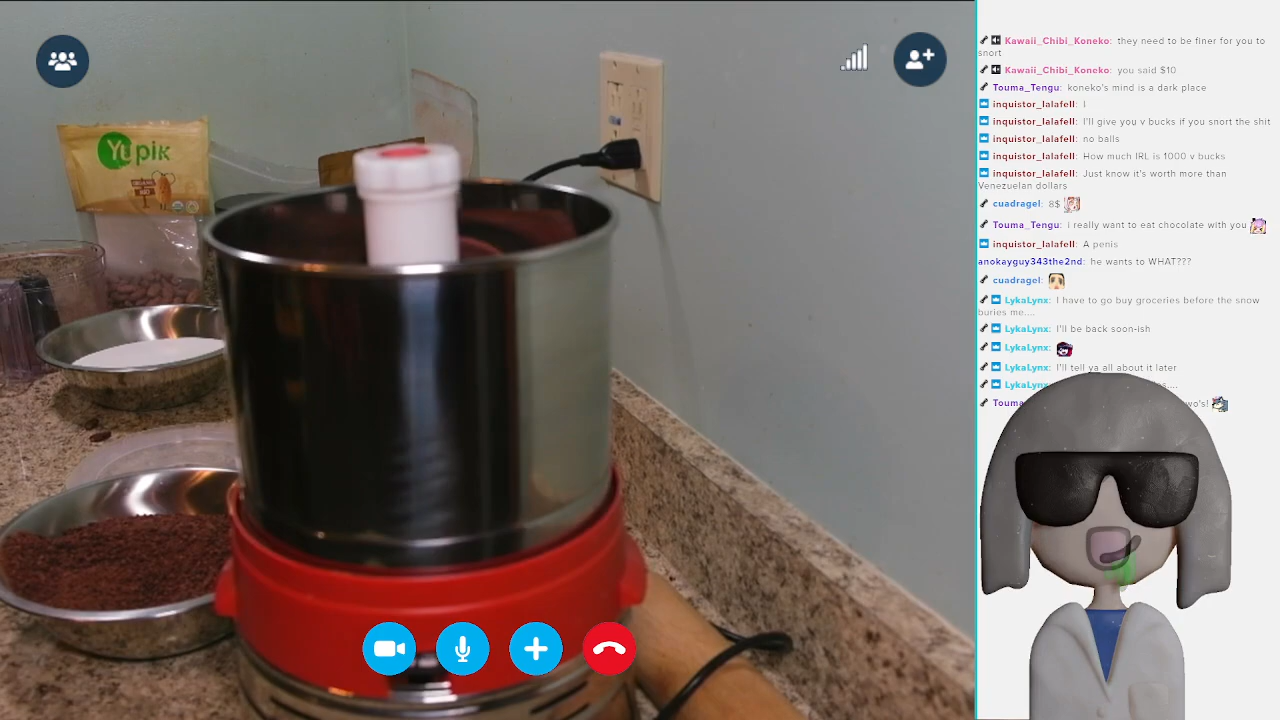 Yupik
ORGANIC
Kawaii_Chibi_Koneko: they need to be finer for you to
snort
Kawaii_Chibi_Koneko: you said $10
Touma_Tengu: koneko's mind is a dark place
inquistor_lalafell: I
inquistor_lalafell: I'll give you v bucks if you snort the shit
inquistor_lalafell: no balls
inquistor_lalafell: How much IRL is 1000 v bucks
inquistor_lalafell: Just know it's worth more than
Venezuelan dollars
cuadragel: 8$
Touma_Tengu: i really want to eat chocolate with you
inquistor_lalafell: A penis
anokayguy343the2nd: he wants to WHAT???
cuadragel:
LykaLynx: I have to go buy groceries before the snow
buries me....
LykaLynx: I'll be back soon-ish
LykaLynx:
LykaLynx: I'll tell ya all about it later
LykaLynx
Touma wo's!